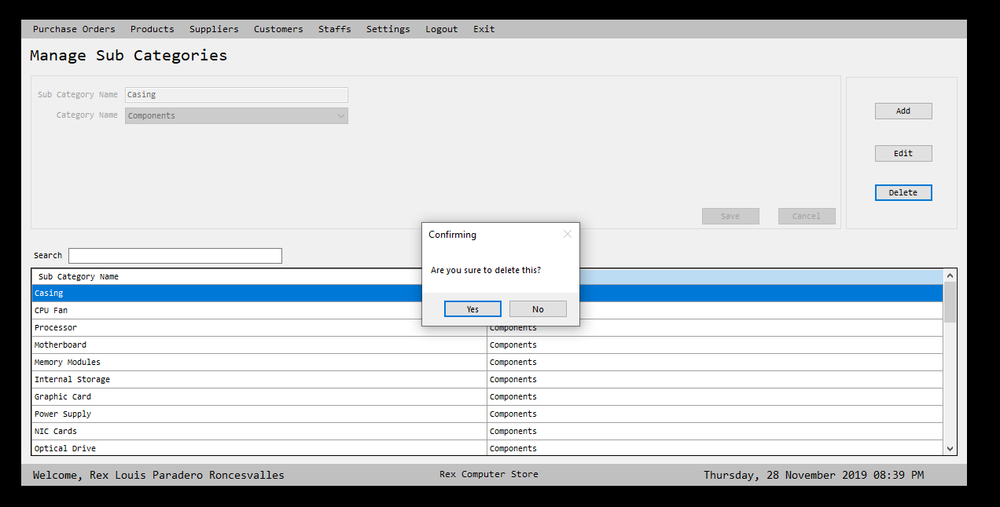 Purchase Orders Products Suppliers Customers Staffs Settings Logout Exit
Manage Sub Categories
Sub Category Name Casing
Category Name Components
Add
Edit
Delete
Save Cancel
Confirming
Are you sure to delete this?
Yes No
Search
Sub Category Name
Casing
CPU Fan
Processor Components
Motherboard Components
Memory Modules Components
Internal Storage Components
Graphic Card Components
Power Supply Components
NIC Cards Components
Optical Drive Components
Welcome, Rex Louis Paradero Roncesvalles Rex Computer Store Thursday, 28 November 2019 08:39 PM